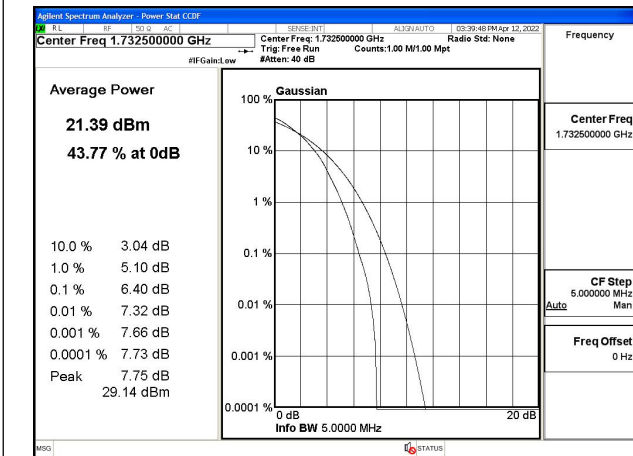 Agilent Spectrum Analyzer - Power Stat CCDF
LXI RL RF 50 Ω AC SENSE:INT ALIGNAUTO 03:39:48 PM Apr 12, 2022
Center Freq 1.732500000 GHz
Center Freq: 1.732500000 GHz Radio Std: None
Trig: Free Run Counts:1.00 M/1.00 Mpt
#IFGain:Low #Atten: 40 dB
Frequency
Average Power
21.39 dBm
43.77 % at 0dB
10.0 % 3.04 dB
1.0 % 5.10 dB
0.1 % 6.40 dB
0.01 % 7.32 dB
0.001 % 7.66 dB
0.0001 % 7.73 dB
Peak 7.75 dB
29.14 dBm
Gaussian
100 %
10 %
1 %
0.1 %
0.01 %
0.001 %
0.0001 %
0 dB 20 dB
Info BW 5.0000 MHz
Center Freq
1.732500000 GHz
CF Step
5.000000 MHz
Auto Man
Freq Offset
0 Hz
MSG STATUS